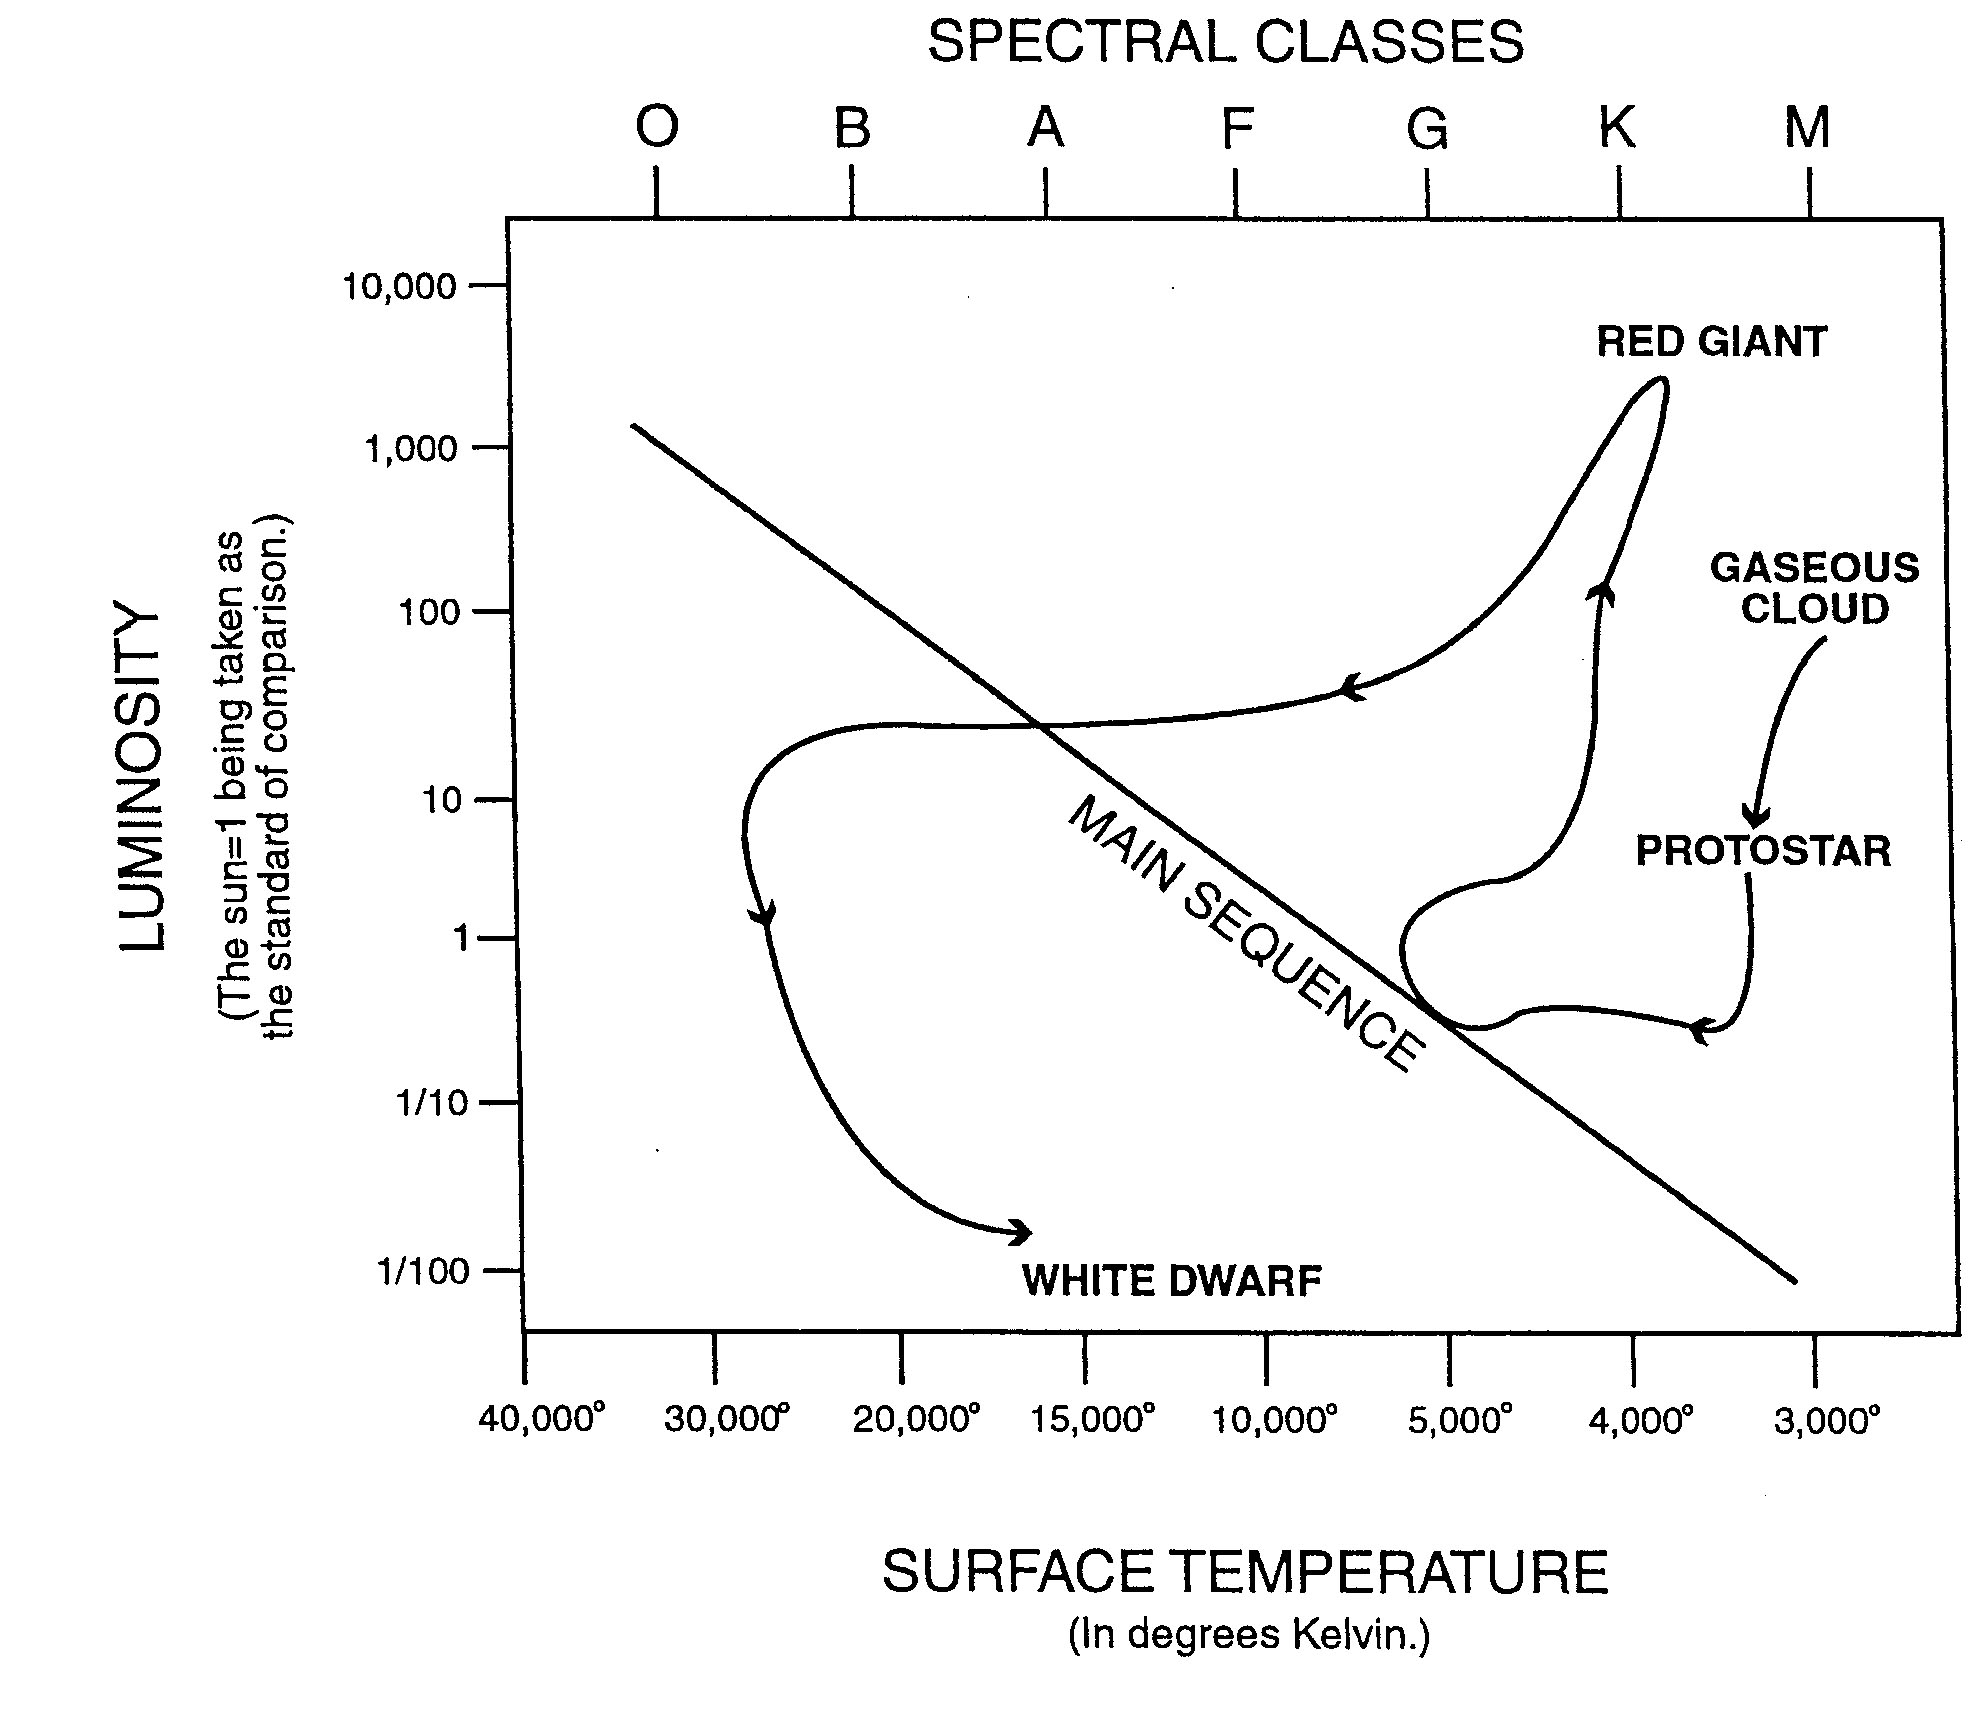 SPECTRAL CLASSES
O B A F G K M
10,000
RED GIANT
1,000
GASEOUS
CLOUD
100
LUMINOSITY
(The sun=1 being taken as
the standard of comparison.)
10
MAIN SEQUENCE
PROTOSTAR
1
1/10
1/100
WHITE DWARF
40,000° 30,000° 20,000° 15,000° 10,000° 5,000° 4,000° 3,000°
SURFACE TEMPERATURE
(In degrees Kelvin.)